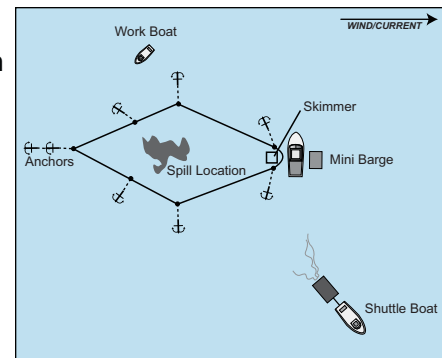 WIND/CURRENT
Work Boat
Skimmer
Anchors
Spill Location
Mini Barge
Shuttle Boat